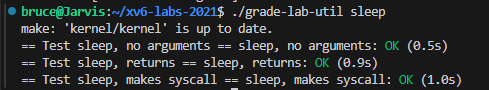 bruce@Jarvis:~/xv6-labs-2021$ ./grade-lab-util sleep
make: 'kernel/kernel' is up to date.
== Test sleep, no arguments == sleep, no arguments: OK (0.5s)
== Test sleep, returns == sleep, returns: OK (0.9s)
== Test sleep, makes syscall == sleep, makes syscall: OK (1.0s)